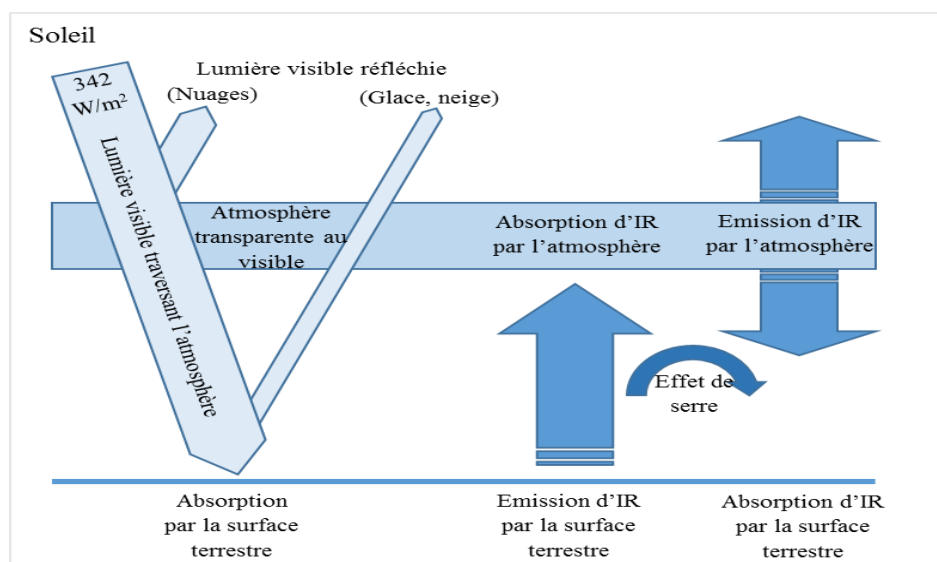 Soleil
342
W/m²
Lumière visible traversant l'atmosphère
Lumière visible réfléchie
(Nuages)
(Glace, neige)
Atmosphère
transparente au
visible
Absorption d'IR
par l'atmosphère
Emission d'IR
par l'atmosphère
Effet de
serre
Absorption
par la surface
terrestre
Emission d'IR
par la surface
terrestre
Absorption d'IR
par la surface
terrestre